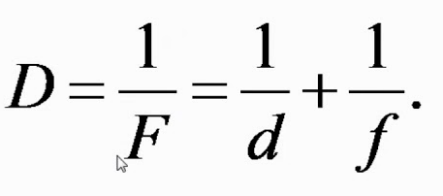 D = 1/F = 1/d + 1/f.